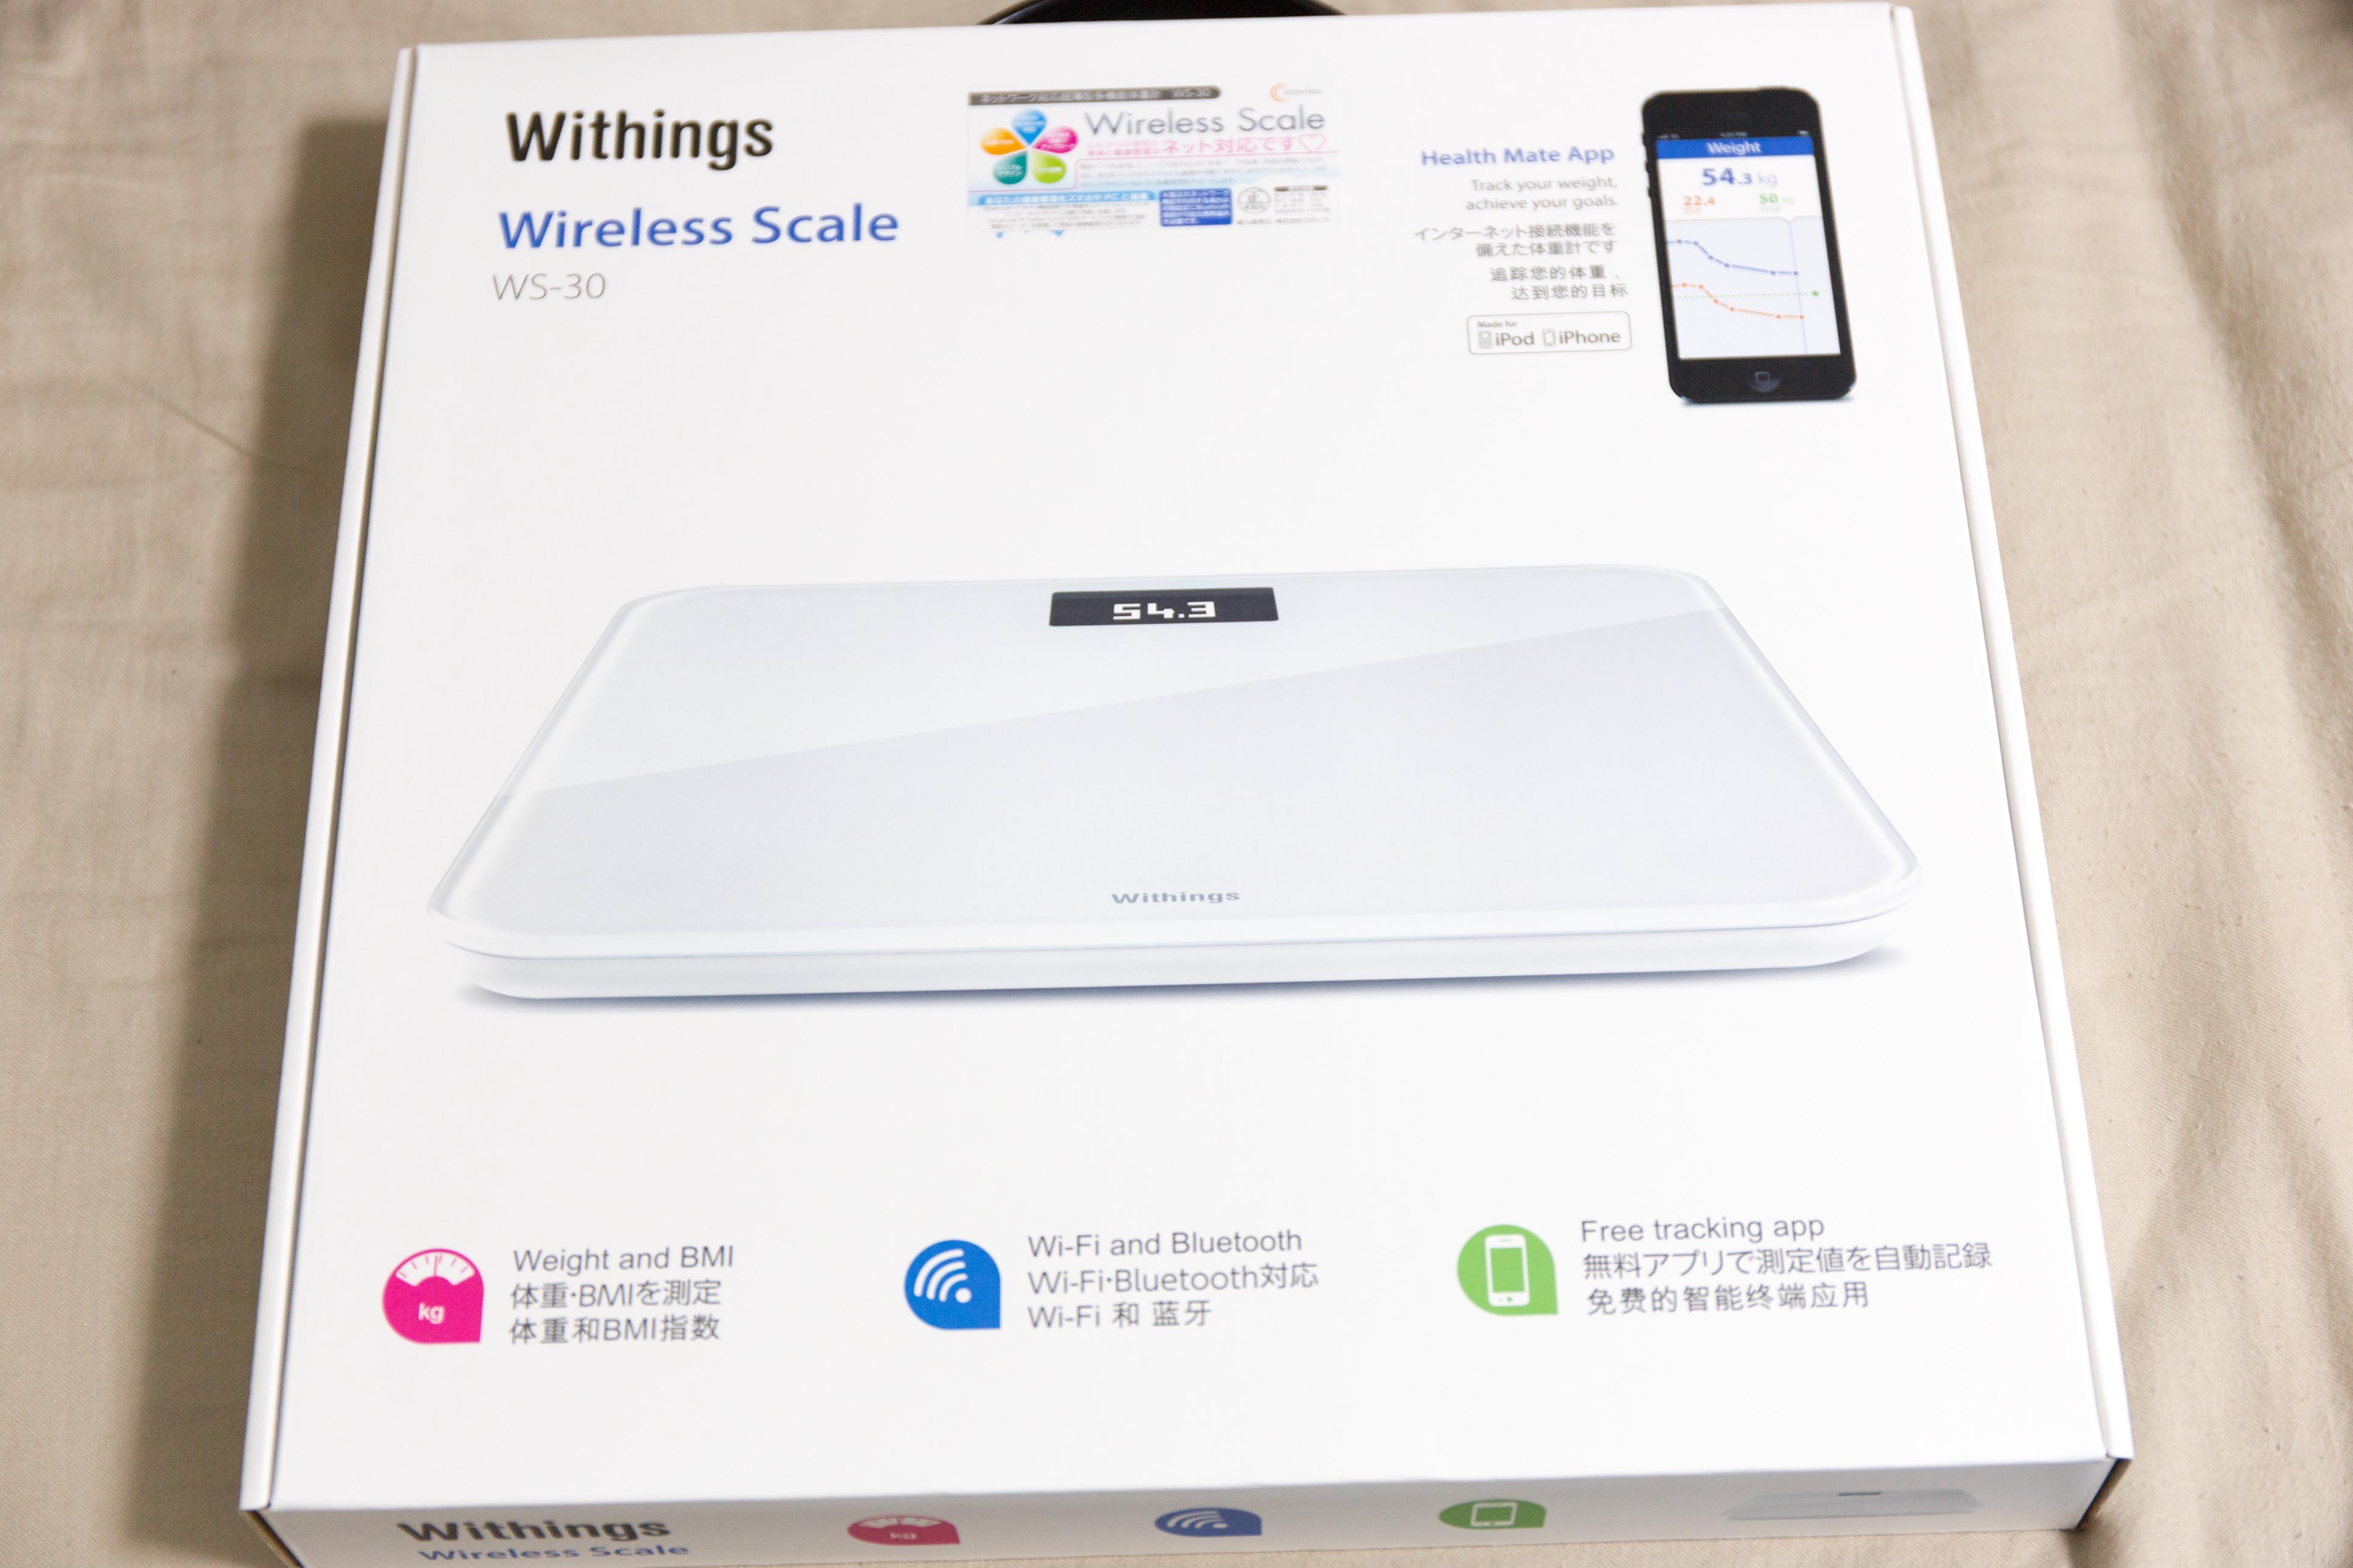 Withings
Wireless Scale
WS-30
WS-30
Wireless Scale
ネット対応です♡
Health Mate App
Track your weight,
achieve your goals.
インターネット接続機能を
備えた体重計です
追踪您的体重，
达到您的目标
Made for
iPod iPhone
Weight
54.3 kg
22.4
50
54.3
Withings
kg
Weight and BMI
体重・BMIを測定
体重和BMI指数
Wi-Fi and Bluetooth
Wi-Fi・Bluetooth対応
Wi-Fi 和 蓝牙
Free tracking app
無料アプリで測定値を自動記録
免费的智能终端应用
Withings
Wireless Scale
kg